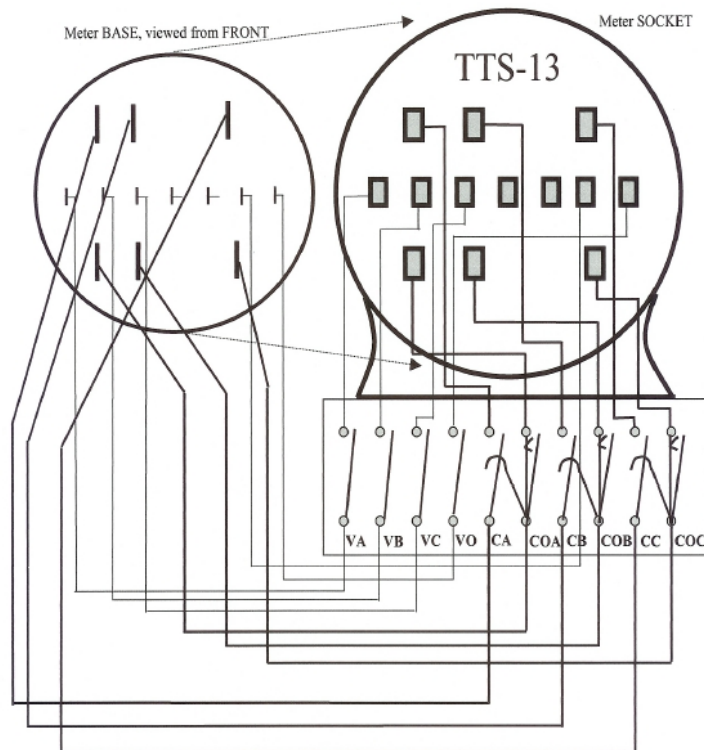 Meter BASE, viewed from FRONT
Meter SOCKET
TTS-13
VA VB VC VO CA COA CB COB CC COC